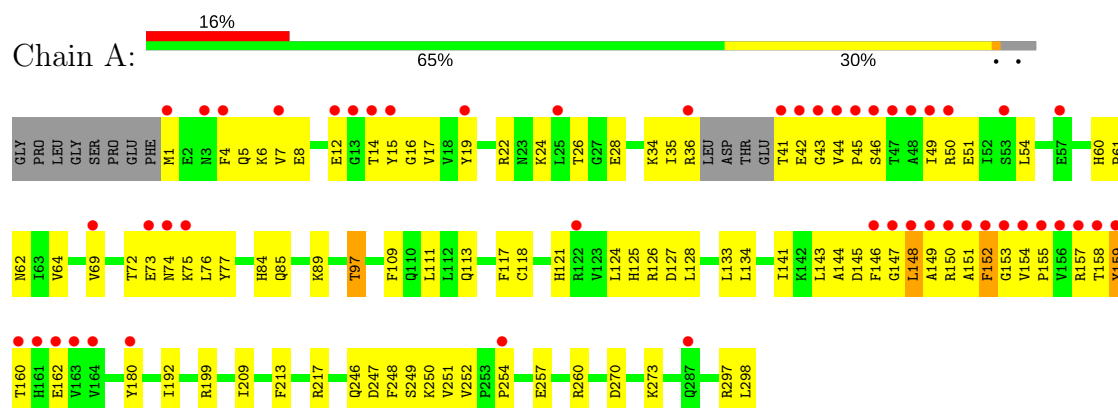 16%
Chain A:
65% 30% • •
GLY PRO LEU GLY SER PRO GLU PHE M1 E2 N3 F4 Q5 K6 V7 E8 E12 G13 T14 Y15 G16 V17 V18 Y19 R22 N23 K24 L25 T26 G27 E28 K34 I35 R36 LEU ASP THR GLU T41 E42 G43 V44 P45 S46 T47 A48 I49 R50 E51 I52 S53 L54 E57 H60 P61
N62 I63 V64 V69 T72 E73 N74 K75 L76 Y77 H84 Q85 K89 T97 F109 Q110 L111 L112 Q113 F117 C118 H121 R122 V123 L124 H125 R126 D127 L128 L133 L134 I141 K142 L143 A144 D145 F146 G147 L148 A149 R150 A151 F152 G153 V154 P155 V156 R157 T158 Y159
T160 H161 E162 V163 V164 Y180 I192 R199 I209 F213 R217 Q246 D247 F248 S249 K250 V251 V252 P253 P254 E257 R260 D270 K273 Q287 R297 L298